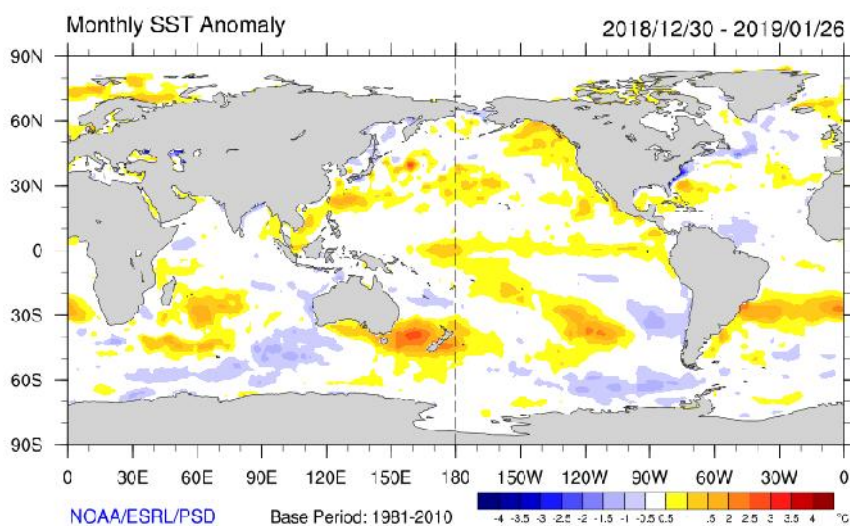 Monthly SST Anomaly 2018/12/30 - 2019/01/26
90N
60N
30N
0
30S
60S
90S
0 30E 60E 90E 120E 150E 180 150W 120W 90W 60W 30W 0
NOAA/ESRL/PSD Base Period: 1981-2010
-4 -3.5 -3 -2.5 -2 -1.5 -1 -0.5 0.5 1 1.5 2 2.5 3 3.5 4 °C